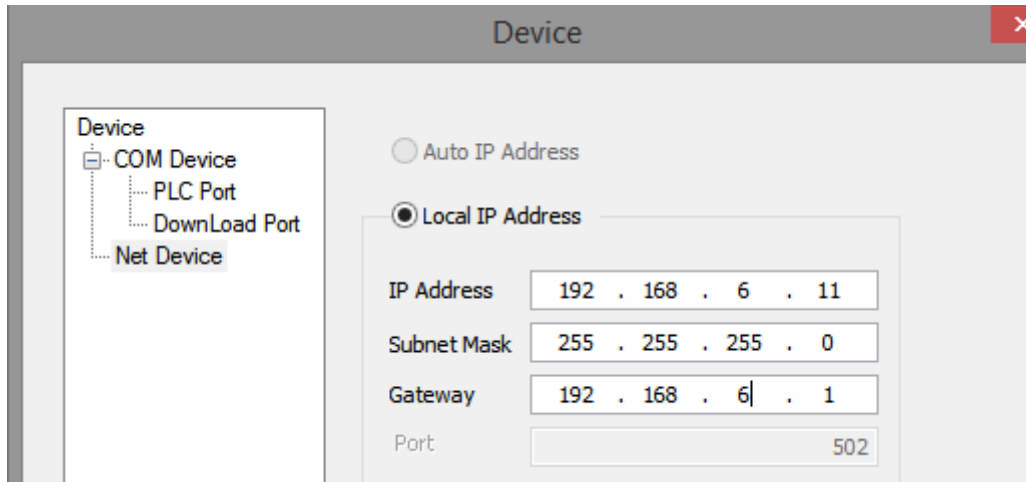 Device
Device
COM Device
PLC Port
DownLoad Port
Net Device
Auto IP Address
Local IP Address
IP Address 192 . 168 . 6 . 11
Subnet Mask 255 . 255 . 255 . 0
Gateway 192 . 168 . 6 . 1
Port 502